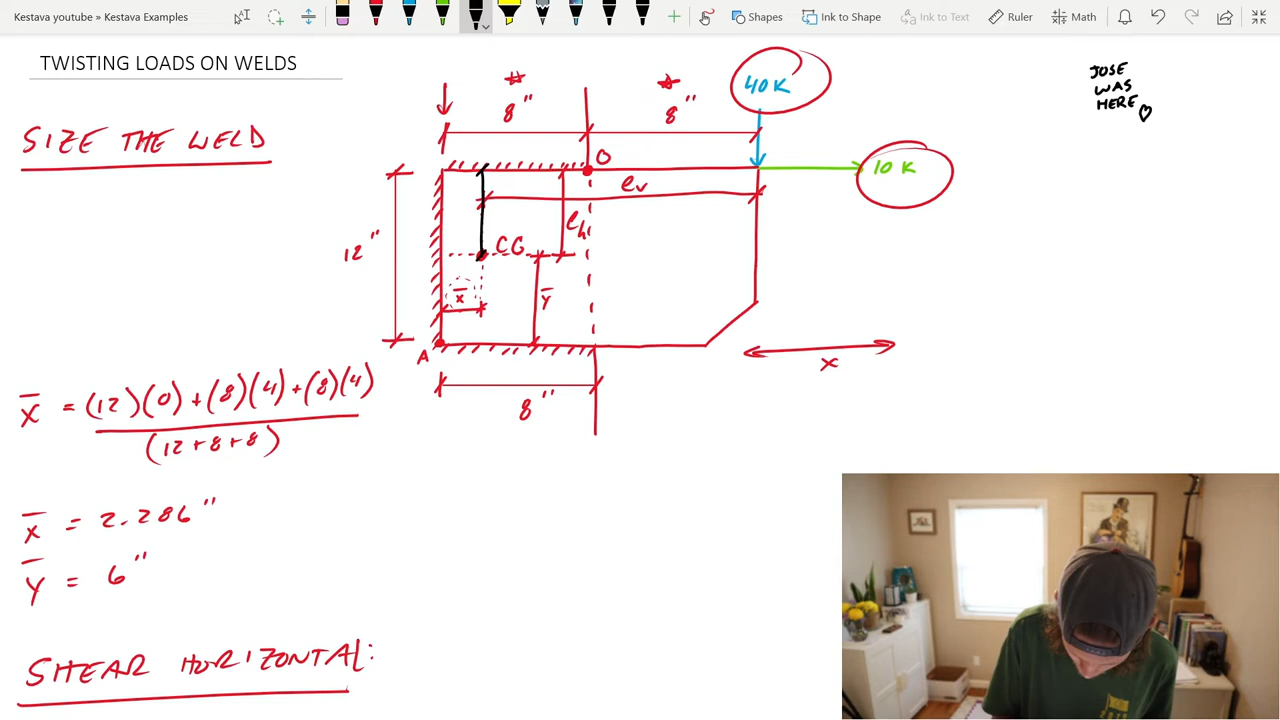 Kestava youtube » Kestava Examples
Shapes
Ink to Shape
Ink to Text
Ruler
Math
TWISTING LOADS ON WELDS
SIZE THE WELD
8"
8"
40K
10 K
JOSE
WAS
HERE ♡
O
ev
eh
CG
12"
x̄
ȳ
A
8"
x
x̄ = (12)(0)+(8)(4)+(8)(4)
(12+8+8)
x̄ = 2.286"
ȳ = 6"
SHEAR HORIZONTAL: